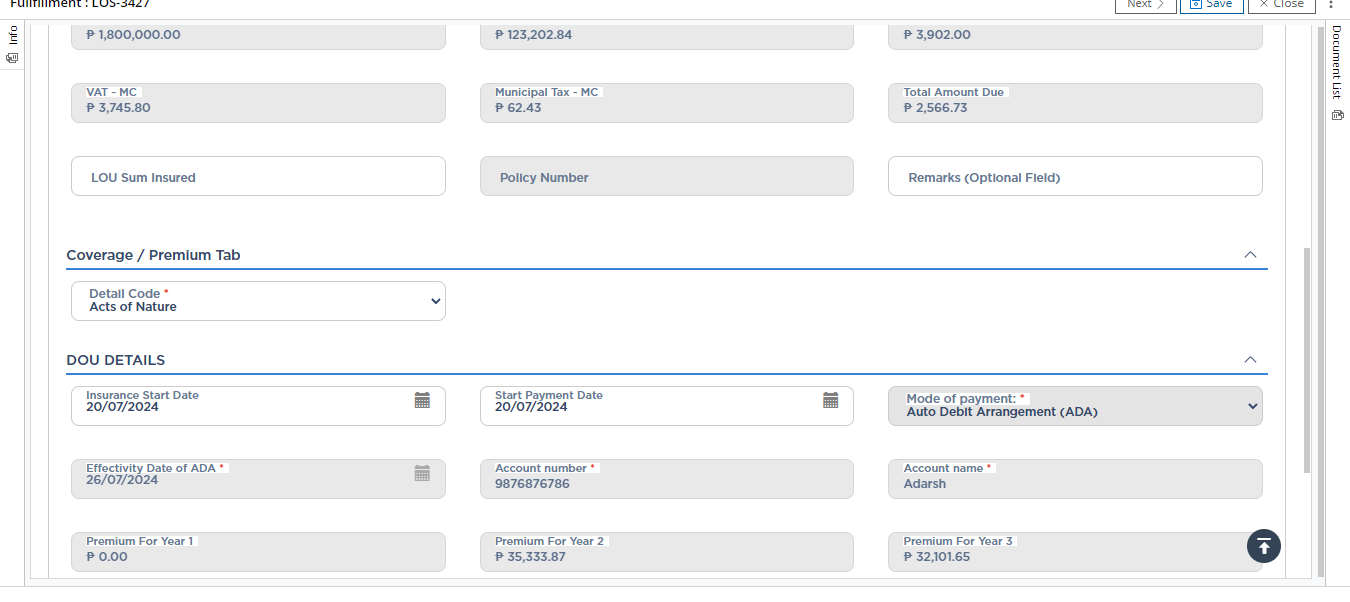 Fullfillment : LOS-3427
Next
Save
Close
Info
Document List
₱ 1,800,000.00
₱ 123,202.84
₱ 3,902.00
VAT - MC
₱ 3,745.80
Municipal Tax - MC
₱ 62.43
Total Amount Due
₱ 2,566.73
LOU Sum Insured
Policy Number
Remarks (Optional Field)
Coverage / Premium Tab
Detail Code *
Acts of Nature
DOU DETAILS
Insurance Start Date
20/07/2024
Start Payment Date
20/07/2024
Mode of payment: *
Auto Debit Arrangement (ADA)
Effectivity Date of ADA *
26/07/2024
Account number *
9876876786
Account name *
Adarsh
Premium For Year 1
₱ 0.00
Premium For Year 2
₱ 35,333.87
Premium For Year 3
₱ 32,101.65